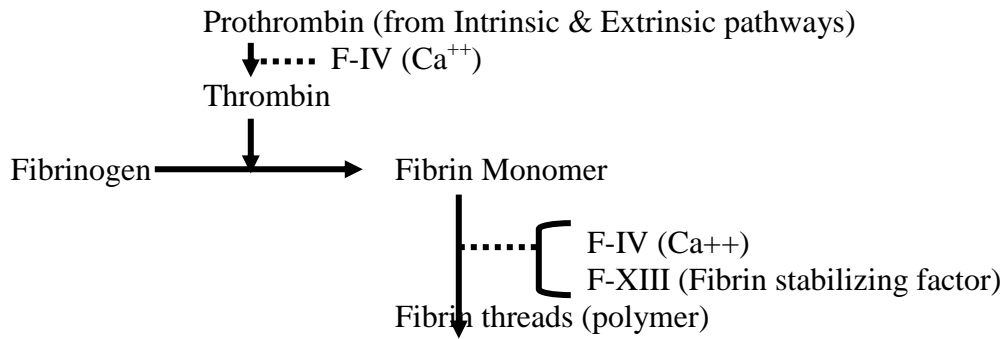 Prothrombin (from Intrinsic & Extrinsic pathways)
F-IV (Ca⁺⁺)
Thrombin
Fibrinogen Fibrin Monomer
F-IV (Ca++)
F-XIII (Fibrin stabilizing factor)
Fibrin threads (polymer)